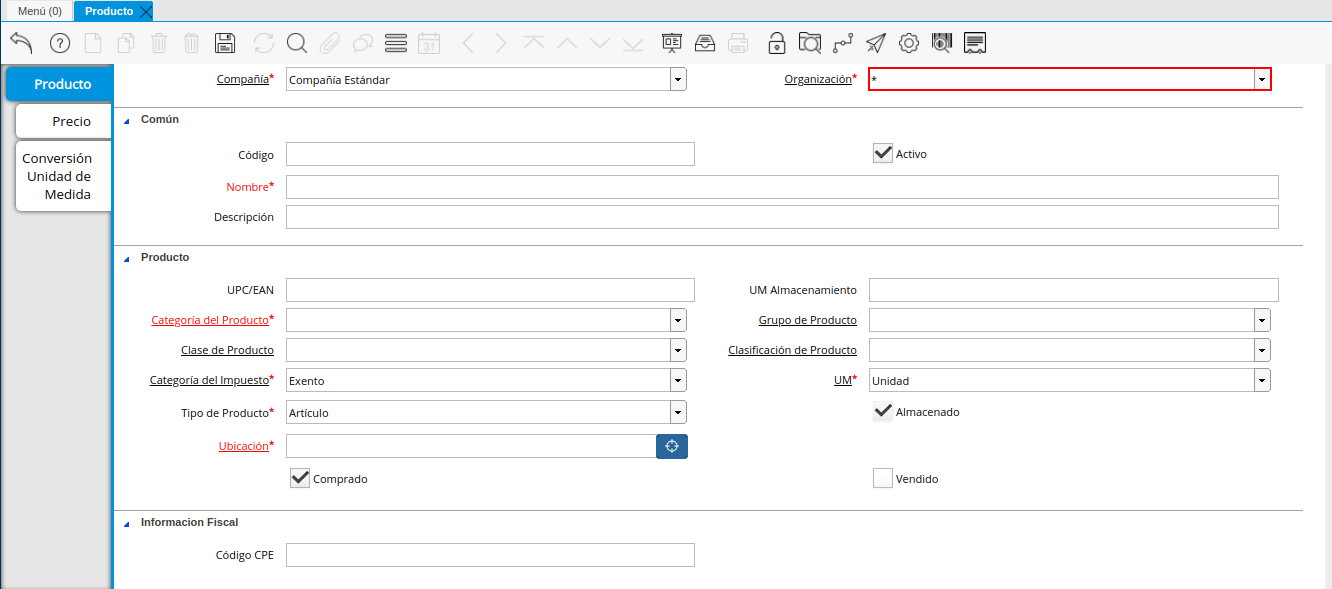 Menú (0)
Producto
31
Producto
Precio
Conversión
Unidad de
Medida
Compañía*
Compañía Estándar
Organización*
*
Común
Código
Activo
Nombre*
Descripción
Producto
UPC/EAN
UM Almacenamiento
Categoría del Producto*
Grupo de Producto
Clase de Producto
Clasificación de Producto
Categoría del Impuesto*
Exento
UM*
Unidad
Tipo de Producto*
Artículo
Almacenado
Ubicación*
Comprado
Vendido
Informacion Fiscal
Código CPE